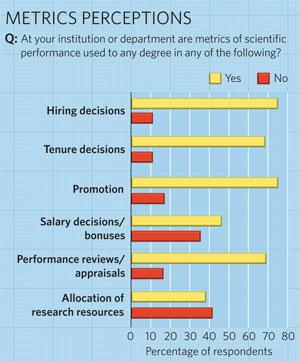 METRICS PERCEPTIONS
Q: At your institution or department are metrics of scientific
performance used to any degree in any of the following?
Yes No
Hiring decisions
Tenure decisions
Promotion
Salary decisions/
bonuses
Performance reviews/
appraisals
Allocation of
research resources
0 10 20 30 40 50 60 70 80
Percentage of respondents